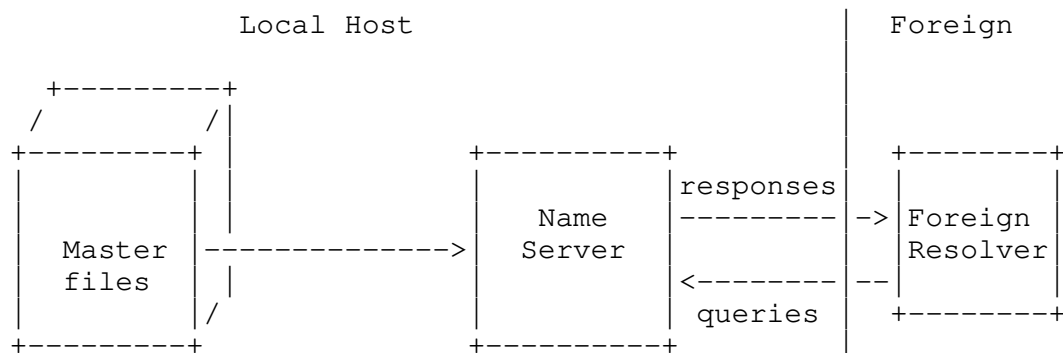 Local Host | Foreign
responses
Name Foreign
Master Server Resolver
files
queries